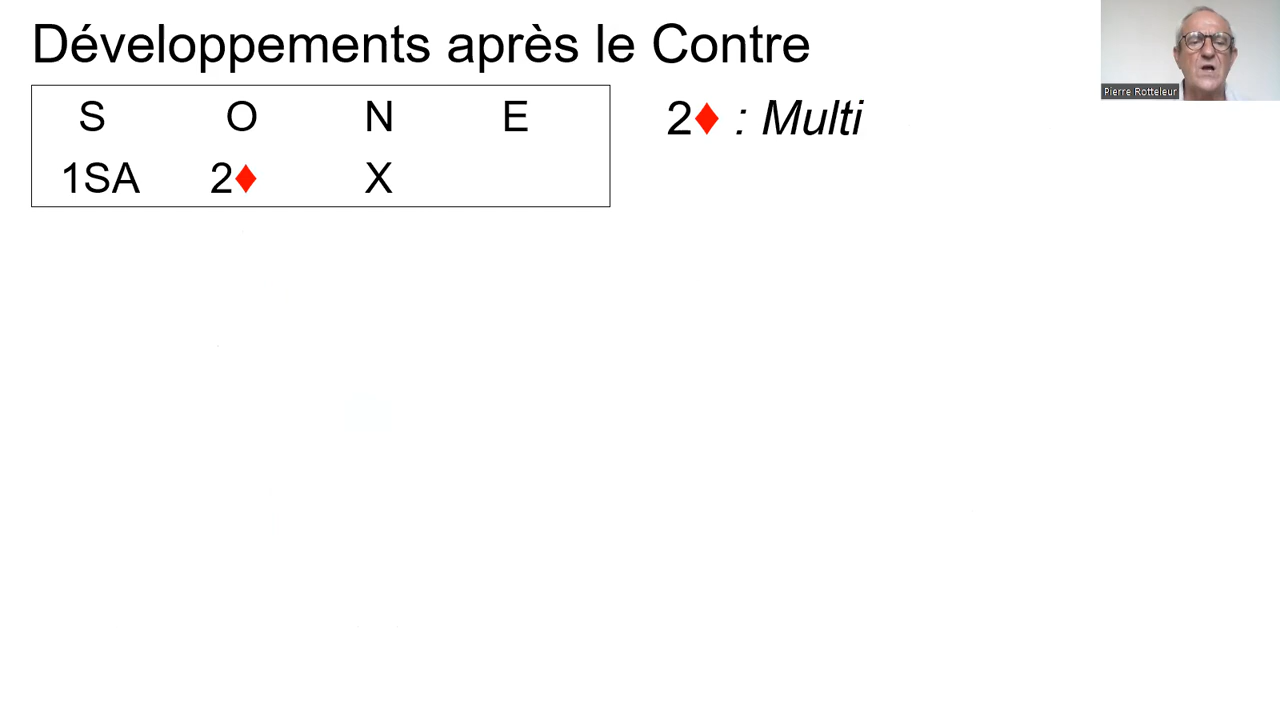 Développements après le Contre
S O N E
1SA 2♦ X
2♦ : Multi
Pierre Rotteleur